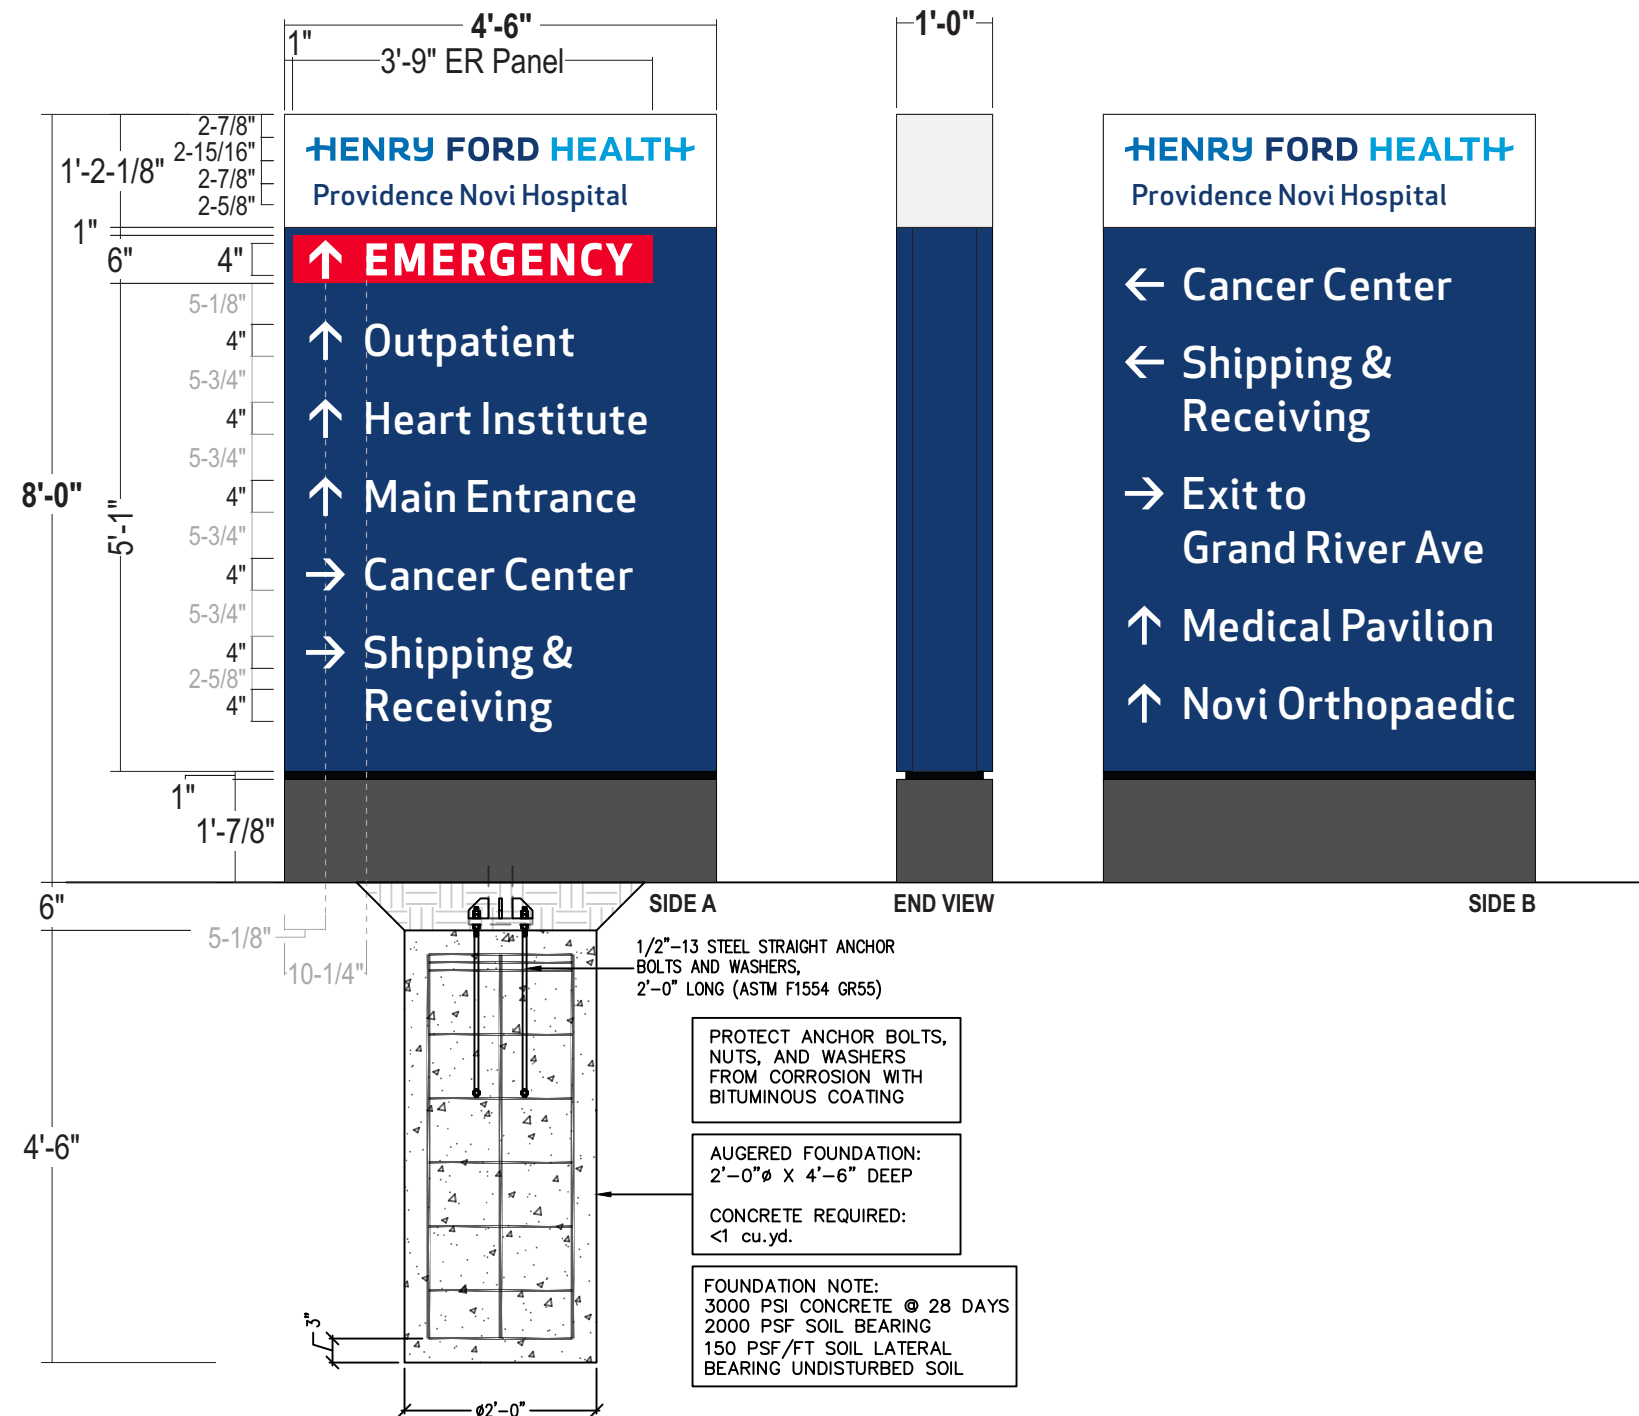 4'-6"
1"
3'-9" ER Panel
1'-0"
8'-0"
1'-2-1/8"
2-7/8"
2-15/16"
2-7/8"
2-5/8"
1"
6"
4"
5-1/8"
4"
5-3/4"
4"
5-3/4"
4"
5-3/4"
4"
5-3/4"
4"
2-5/8"
4"
5'-1"
1"
1'-7/8"
HENRY FORD HEALTH
Providence Novi Hospital
↑ EMERGENCY
↑ Outpatient
↑ Heart Institute
↑ Main Entrance
→ Cancer Center
→ Shipping &
Receiving
HENRY FORD HEALTH
Providence Novi Hospital
← Cancer Center
← Shipping &
Receiving
→ Exit to
Grand River Ave
↑ Medical Pavilion
↑ Novi Orthopaedic
SIDE A
END VIEW
SIDE B
6"
5-1/8"
10-1/4"
4'-6"
1/2"-13 STEEL STRAIGHT ANCHOR
BOLTS AND WASHERS,
2'-0" LONG (ASTM F1554 GR55)
PROTECT ANCHOR BOLTS,
NUTS, AND WASHERS
FROM CORROSION WITH
BITUMINOUS COATING
AUGERED FOUNDATION:
2'-0"ø X 4'-6" DEEP
CONCRETE REQUIRED:
<1 cu.yd.
FOUNDATION NOTE:
3000 PSI CONCRETE @ 28 DAYS
2000 PSF SOIL BEARING
150 PSF/FT SOIL LATERAL
BEARING UNDISTURBED SOIL
3"
ø2'-0"